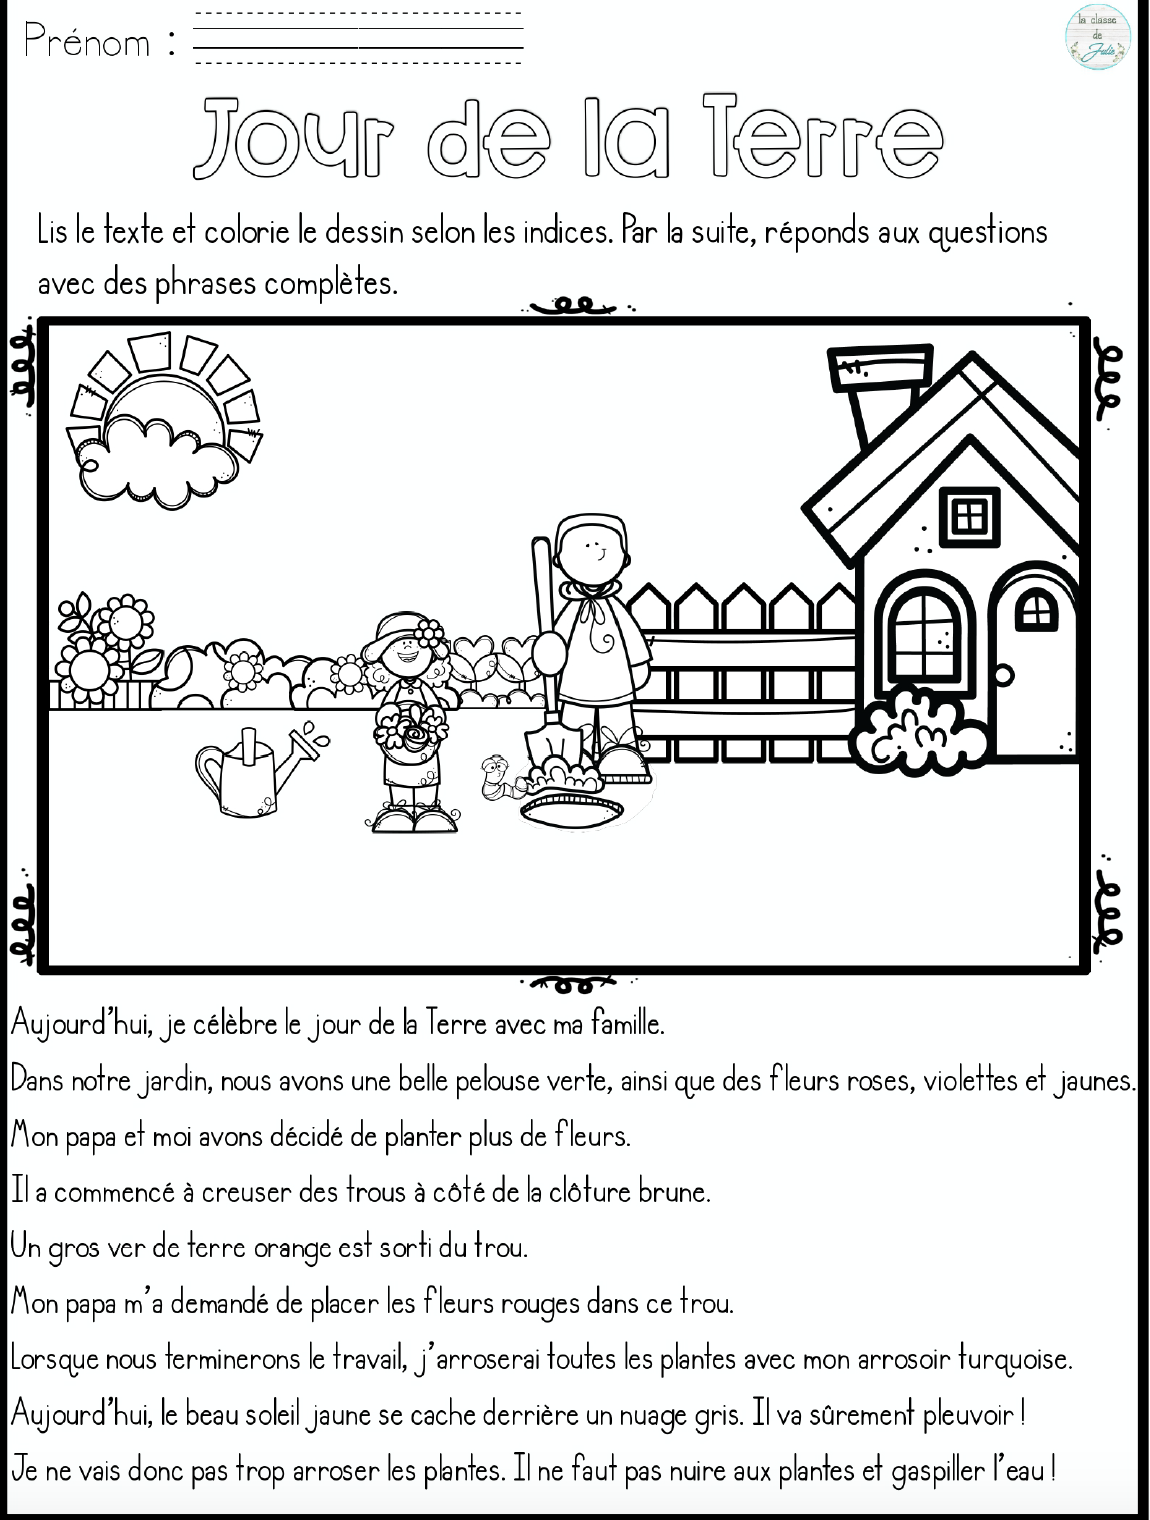 Prénom :
la classe
de
Julie
Jour de la Terre
Lis le texte et colorie le dessin selon les indices. Par la suite, réponds aux questions
avec des phrases complètes.
Aujourd'hui, je célèbre le jour de la Terre avec ma famille.
Dans notre jardin, nous avons une belle pelouse verte, ainsi que des fleurs roses, violettes et jaunes.
Mon papa et moi avons décidé de planter plus de fleurs.
Il a commencé à creuser des trous à côté de la clôture brune.
Un gros ver de terre orange est sorti du trou.
Mon papa m'a demandé de placer les fleurs rouges dans ce trou.
Lorsque nous terminerons le travail, j'arroserai toutes les plantes avec mon arrosoir turquoise.
Aujourd'hui, le beau soleil jaune se cache derrière un nuage gris. Il va sûrement pleuvoir !
Je ne vais donc pas trop arroser les plantes. Il ne faut pas nuire aux plantes et gaspiller l'eau !